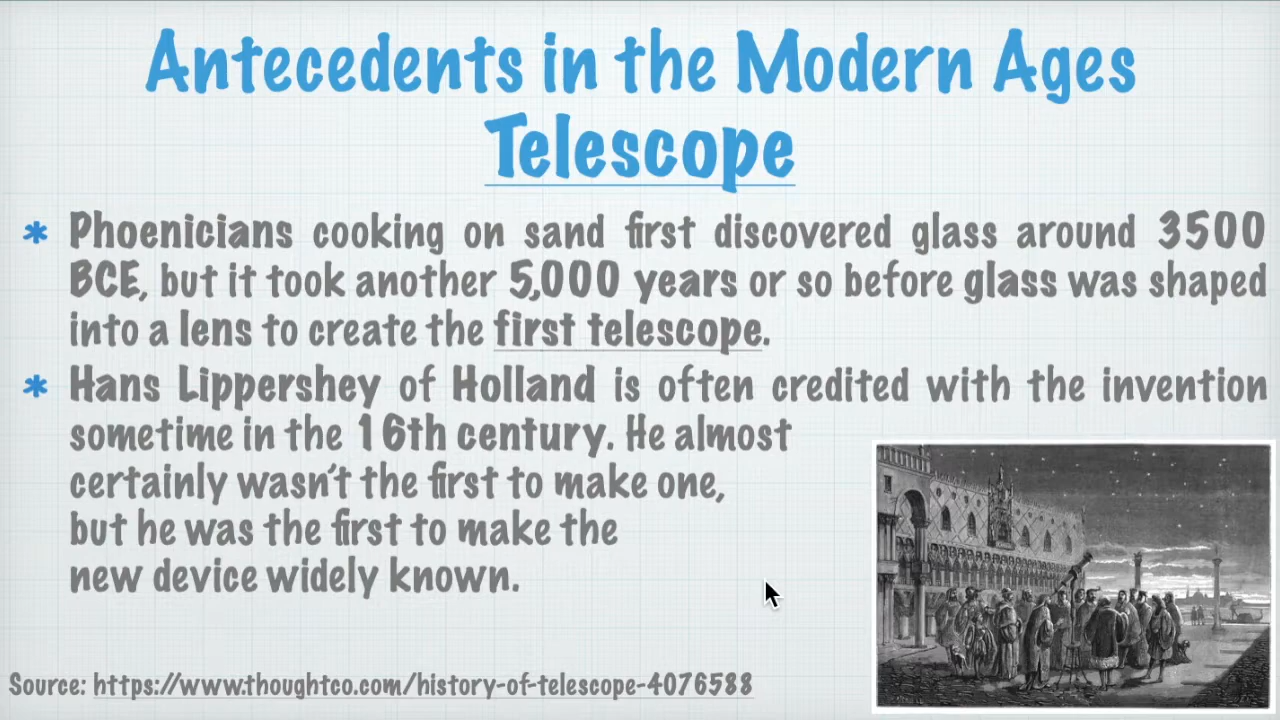 Antecedents in the Modern Ages
Telescope
* Phoenicians cooking on sand first discovered glass around 3500
BCE, but it took another 5,000 years or so before glass was shaped
into a lens to create the first telescope.
* Hans Lippershey of Holland is often credited with the invention
sometime in the 16th century. He almost
certainly wasn't the first to make one,
but he was the first to make the
new device widely known.
Source: https://www.thoughtco.com/history-of-telescope-4076588